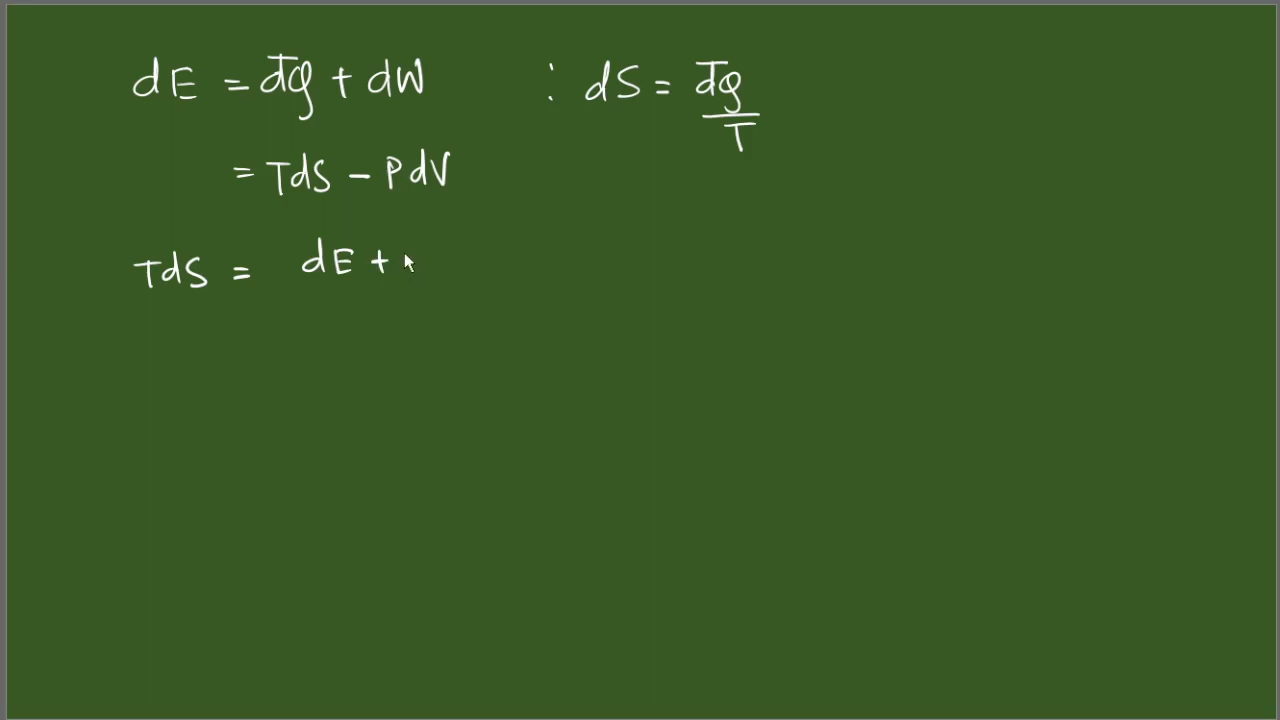 dE = đq + dW : dS = đq / T
= TdS - PdV
TdS = dE +